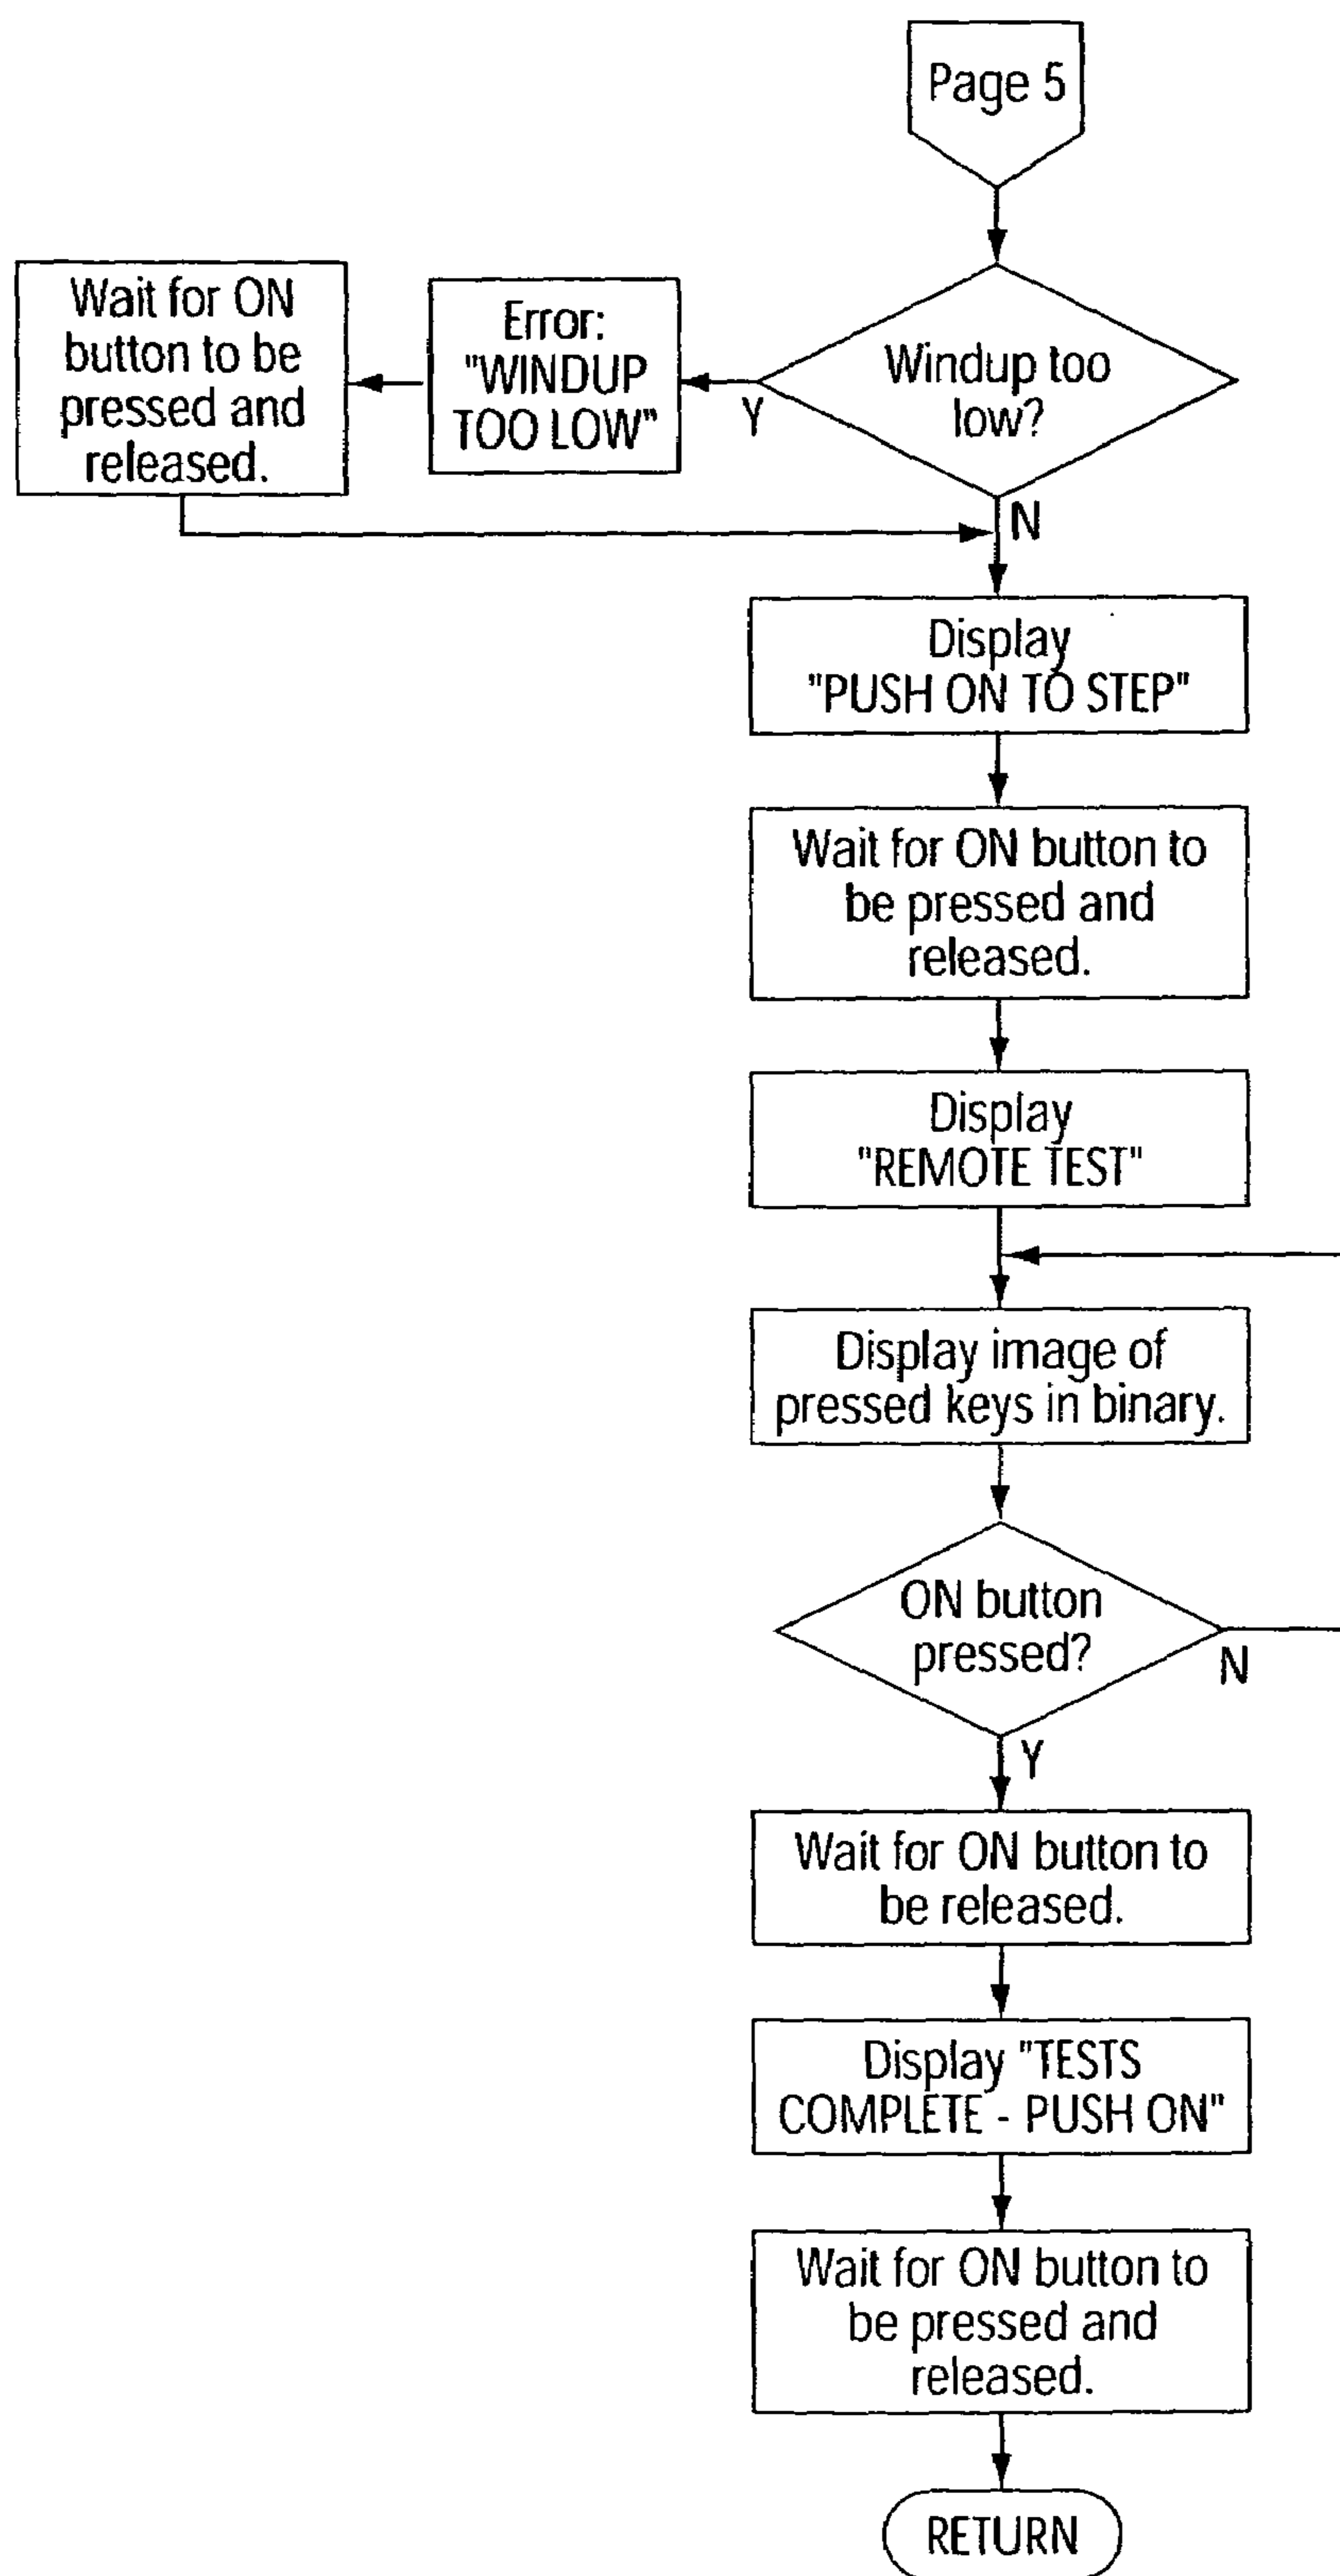 Page 5
Windup too
low?
Y
N
Error:
"WINDUP
TOO LOW"
Wait for ON
button to be
pressed and
released.
Display
"PUSH ON TO STEP"
Wait for ON button to
be pressed and
released.
Display
"REMOTE TEST"
Display image of
pressed keys in binary.
ON button
pressed?
N
Y
Wait for ON button to
be released.
Display "TESTS
COMPLETE - PUSH ON"
Wait for ON button to
be pressed and
released.
RETURN